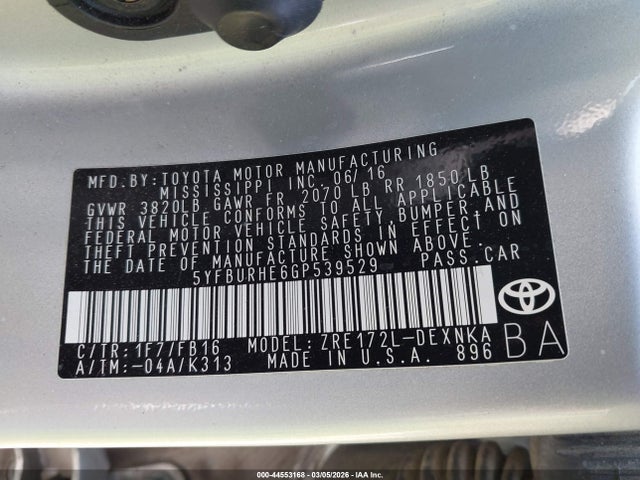 MFD.BY:TOYOTA MOTOR MANUFACTURING
MISSISSIPPI INC. 06/16
GVWR 3820LB GAWR FR 2070 LB RR 1850 LB
THIS VEHICLE CONFORMS TO ALL APPLICABLE
FEDERAL MOTOR VEHICLE SAFETY, BUMPER, AND
THEFT PREVENTION STANDARDS IN EFFECT ON
THE DATE OF MANUFACTURE SHOWN ABOVE.
5YFBURHE6GP539529 PASS.CAR
C/TR: 1F7/FB16 MODEL: ZRE172L-DEXNKA
A/TM: -04A/K313 MADE IN U.S.A. 896
BA
000-44553168 - 03/05/2026 - IAA Inc.